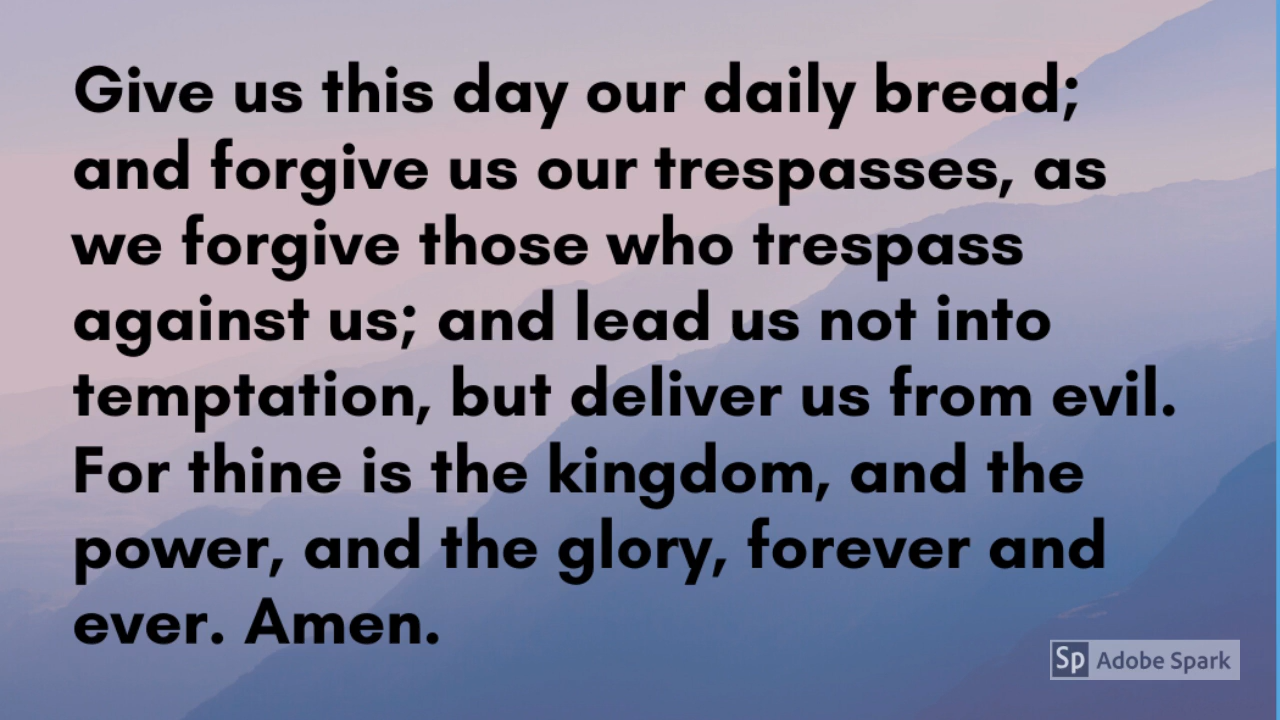 Give us this day our daily bread;
and forgive us our trespasses, as
we forgive those who trespass
against us; and lead us not into
temptation, but deliver us from evil.
For thine is the kingdom, and the
power, and the glory, forever and
ever. Amen.
Sp Adobe Spark